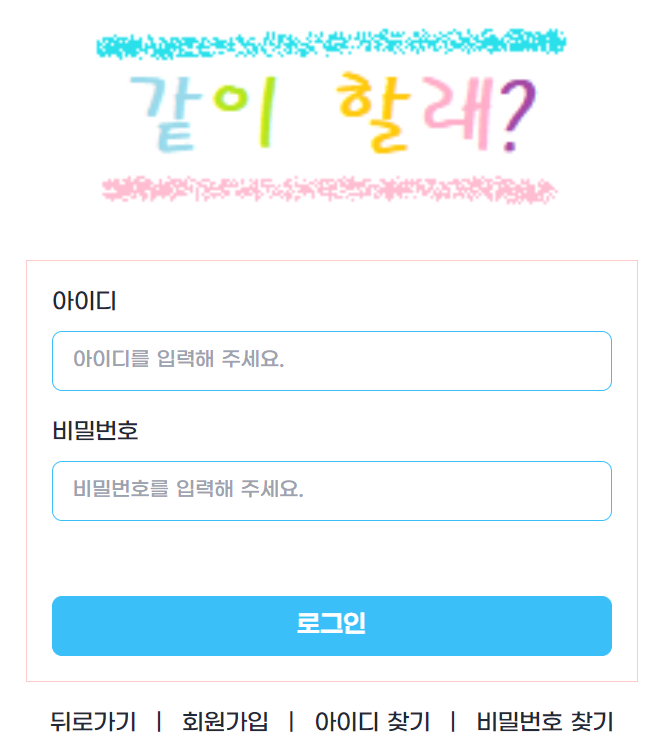 같이 할래?
아이디
아이디를 입력해 주세요.
비밀번호
비밀번호를 입력해 주세요.
로그인
뒤로가기 | 회원가입 | 아이디 찾기 | 비밀번호 찾기